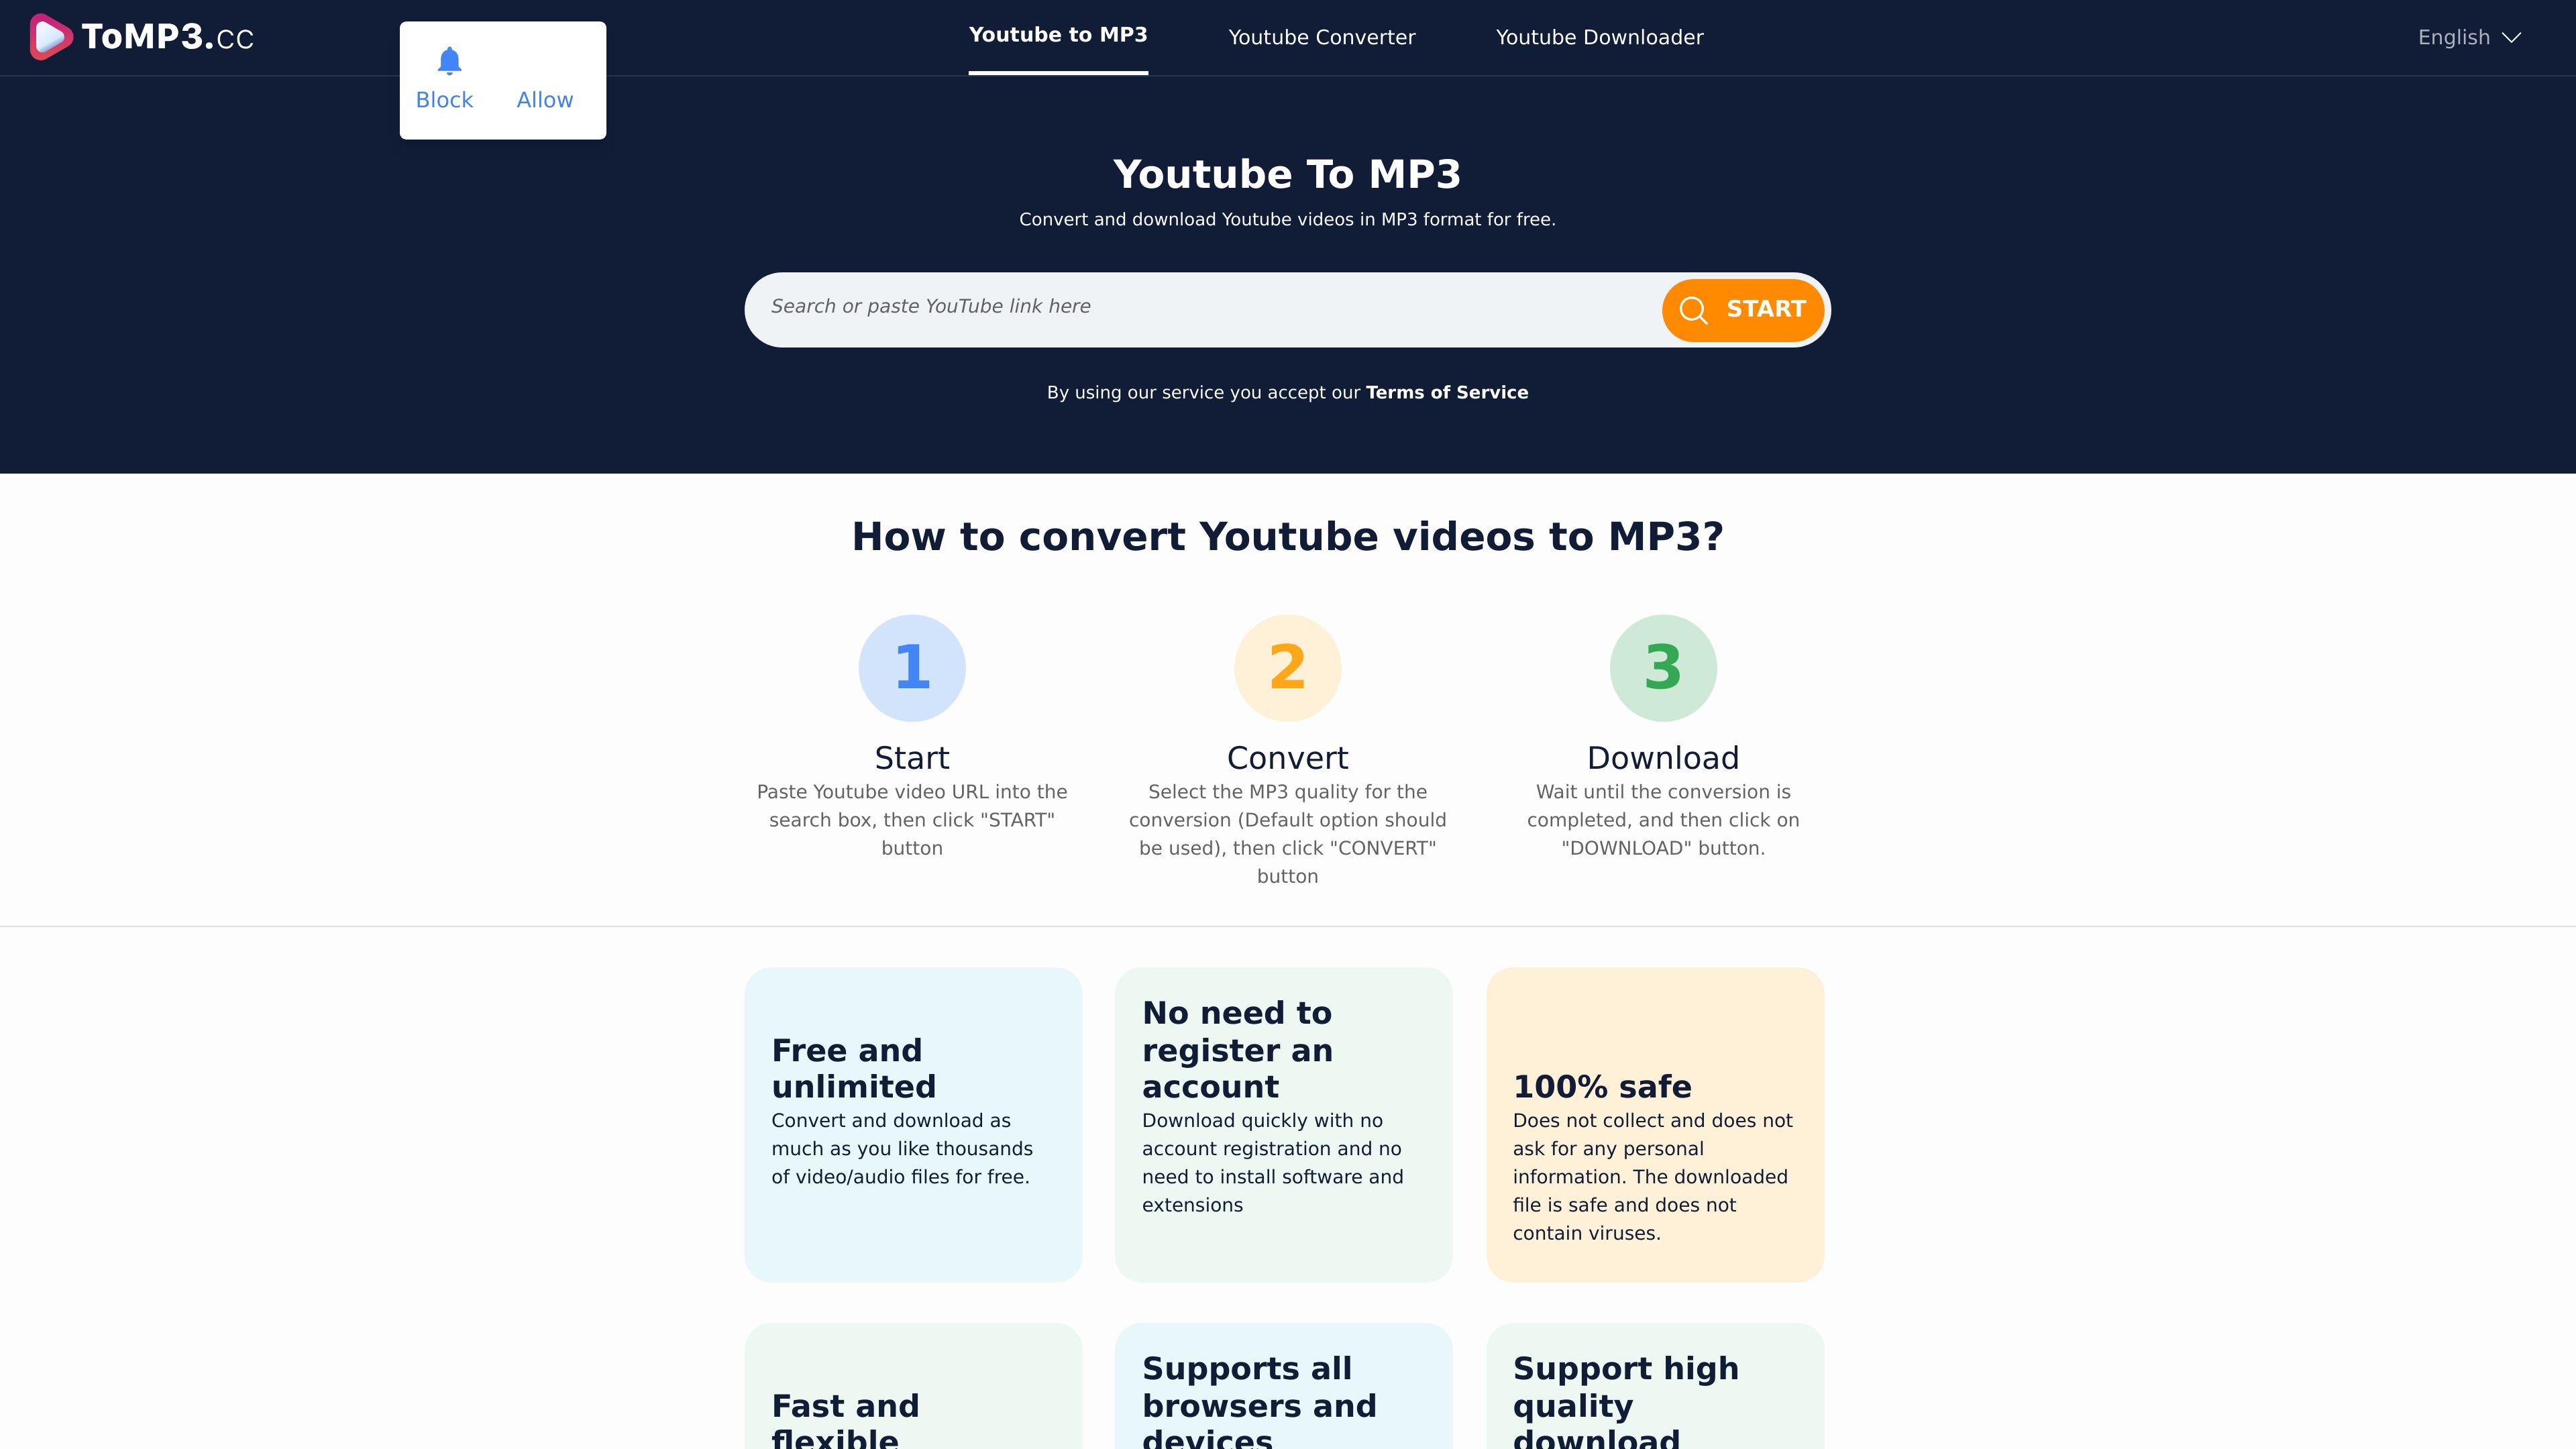 ToMP3.cc
Block Allow
Youtube to MP3
Youtube Converter
Youtube Downloader
English
Youtube To MP3
Convert and download Youtube videos in MP3 format for free.
Search or paste YouTube link here
START
By using our service you accept our Terms of Service
How to convert Youtube videos to MP3?
1
Start
Paste Youtube video URL into the
search box, then click "START"
button
2
Convert
Select the MP3 quality for the
conversion (Default option should
be used), then click "CONVERT"
button
3
Download
Wait until the conversion is
completed, and then click on
"DOWNLOAD" button.
Free and
unlimited
Convert and download as
much as you like thousands
of video/audio files for free.
No need to
register an
account
Download quickly with no
account registration and no
need to install software and
extensions
100% safe
Does not collect and does not
ask for any personal
information. The downloaded
file is safe and does not
contain viruses.
Fast and
flexible
Supports all
browsers and
devices
Support high
quality
download